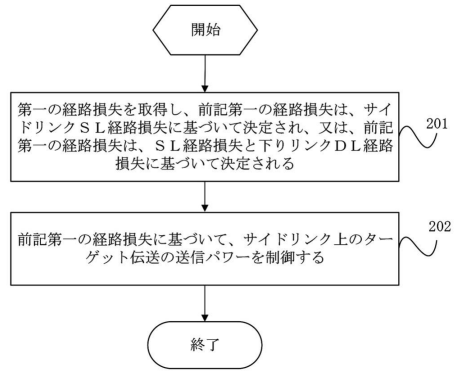 開始
第一の経路損失を取得し、前記第一の経路損失は、サイ
ドリンクＳＬ経路損失に基づいて決定され、又は、前記
第一の経路損失は、ＳＬ経路損失と下りリンクＤＬ経路
損失に基づいて決定される
201
前記第一の経路損失に基づいて、サイドリンク上のター
ゲット伝送の送信パワーを制御する
202
終了